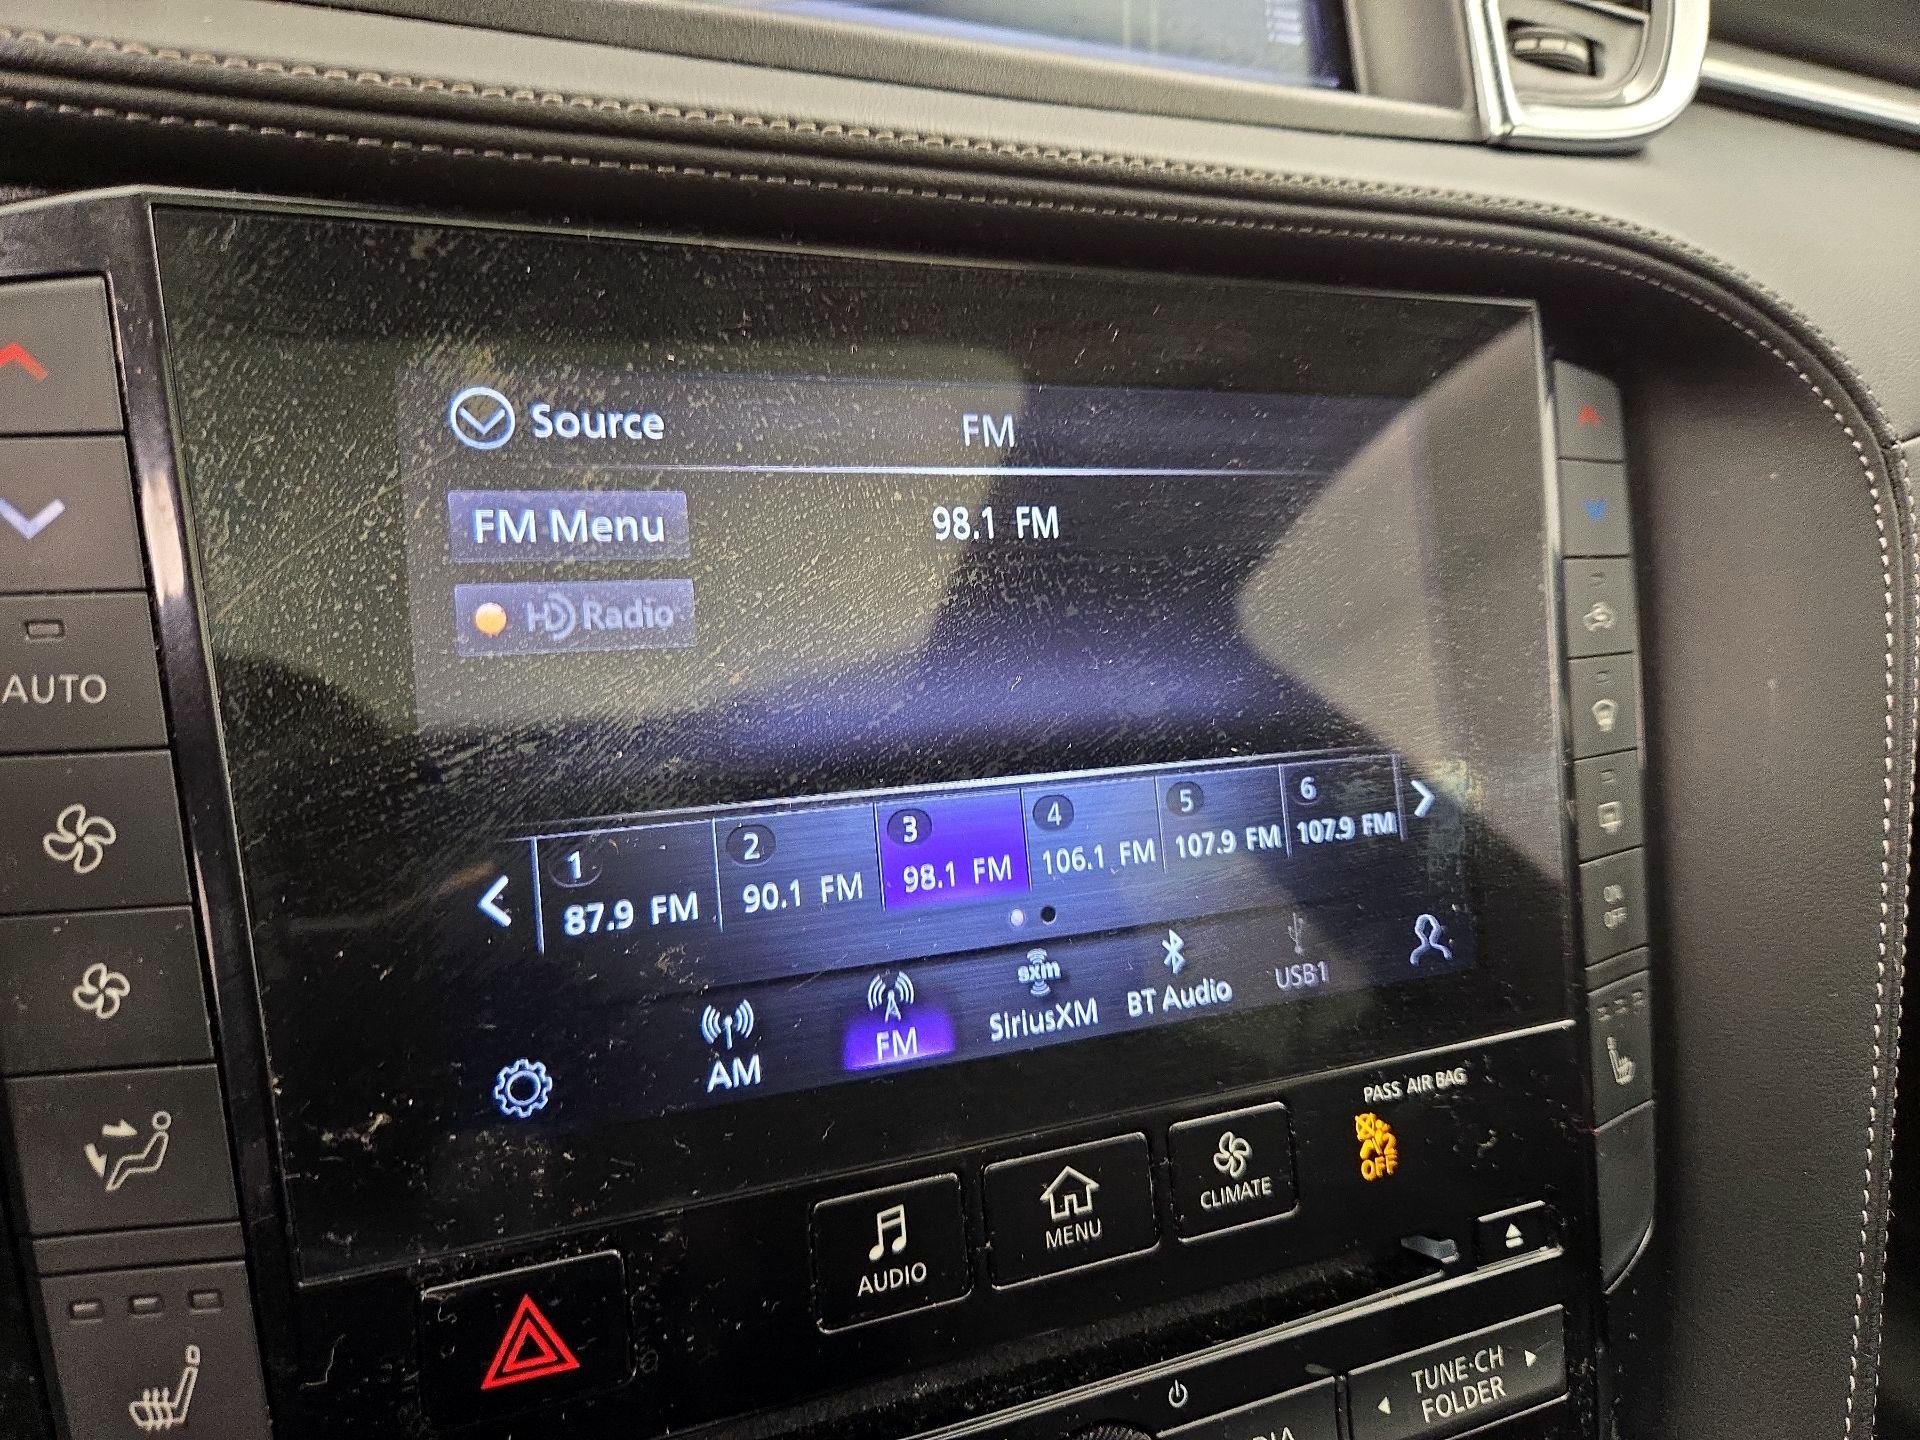 Source
FM
FM Menu
98.1 FM
HD Radio
1
2
3
4
5
6
87.9 FM
90.1 FM
98.1 FM
106.1 FM
107.9 FM
107.9 FM
AM
FM
sxm
SiriusXM
BT Audio
USB1
AUTO
ON
OFF
PASS AIR BAG
OFF
AUDIO
MENU
CLIMATE
TUNE·CH
FOLDER